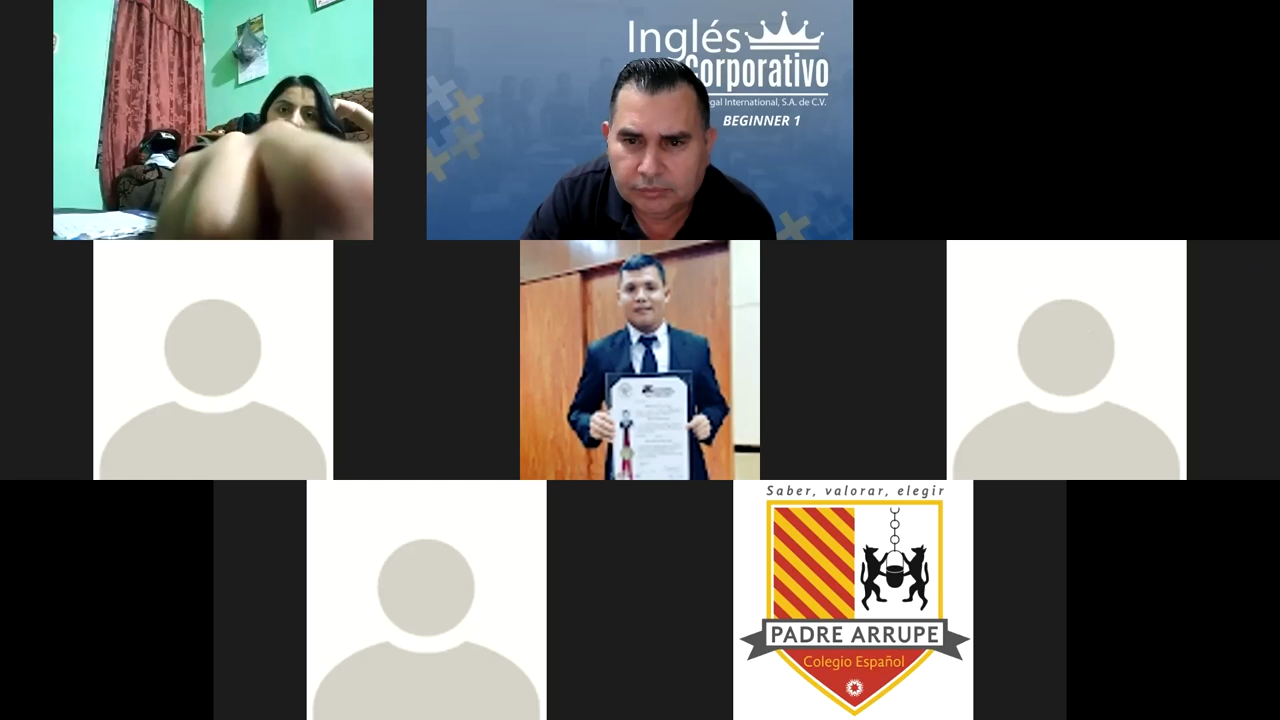 Inglés
Corporativo
gal International, S.A. de C.V.
BEGINNER 1
Saber, valorar, elegir
PADRE ARRUPE
Colegio Español